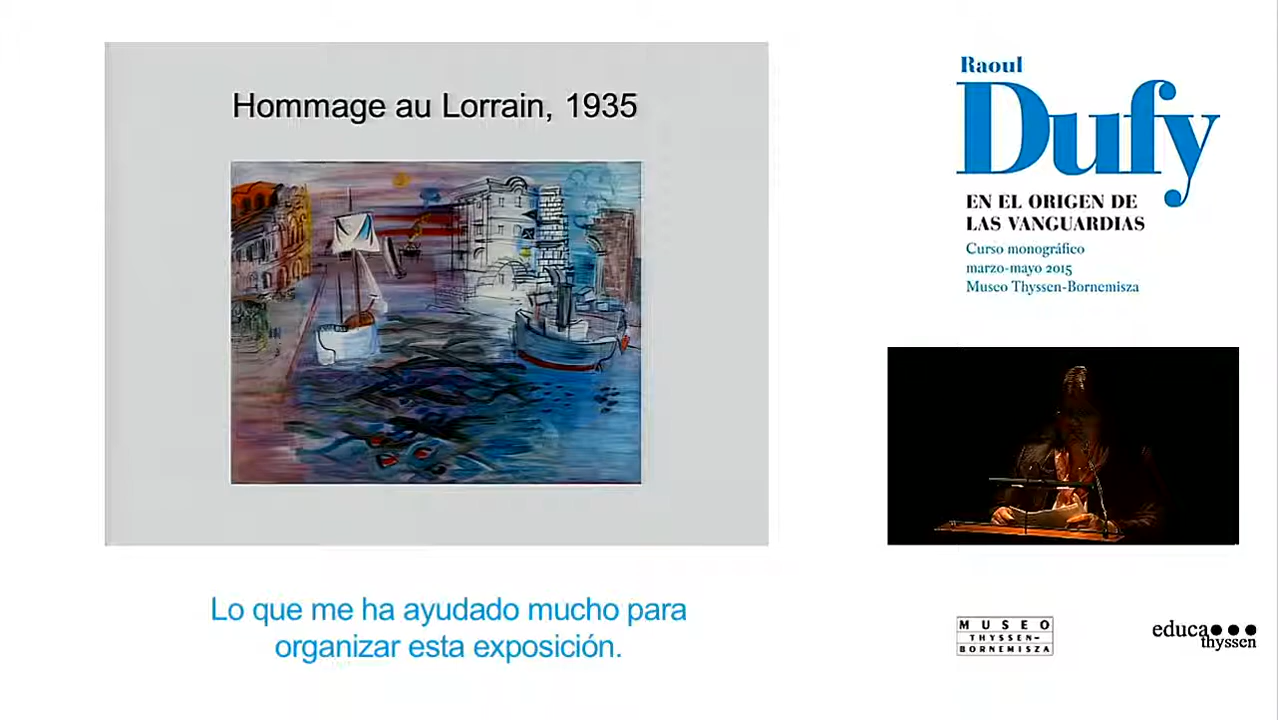 Hommage au Lorrain, 1935
Lo que me ha ayudado mucho para
organizar esta exposición.
Raoul
Dufy
EN EL ORIGEN DE
LAS VANGUARDIAS
Curso monográfico
marzo-mayo 2015
Museo Thyssen-Bornemisza
MUSEO
THYSSEN-
BORNEMISZA
educa
thyssen